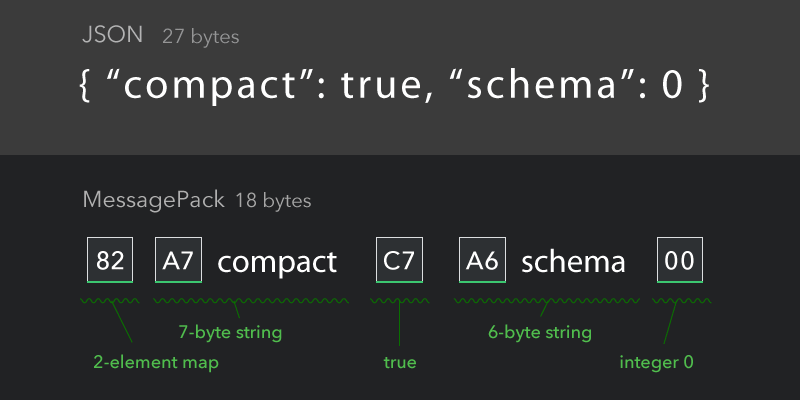 JSON 27 bytes
{ “compact”: true, “schema”: 0 }
MessagePack 18 bytes
82 A7 compact C7 A6 schema 00
7-byte string 6-byte string
2-element map true integer 0